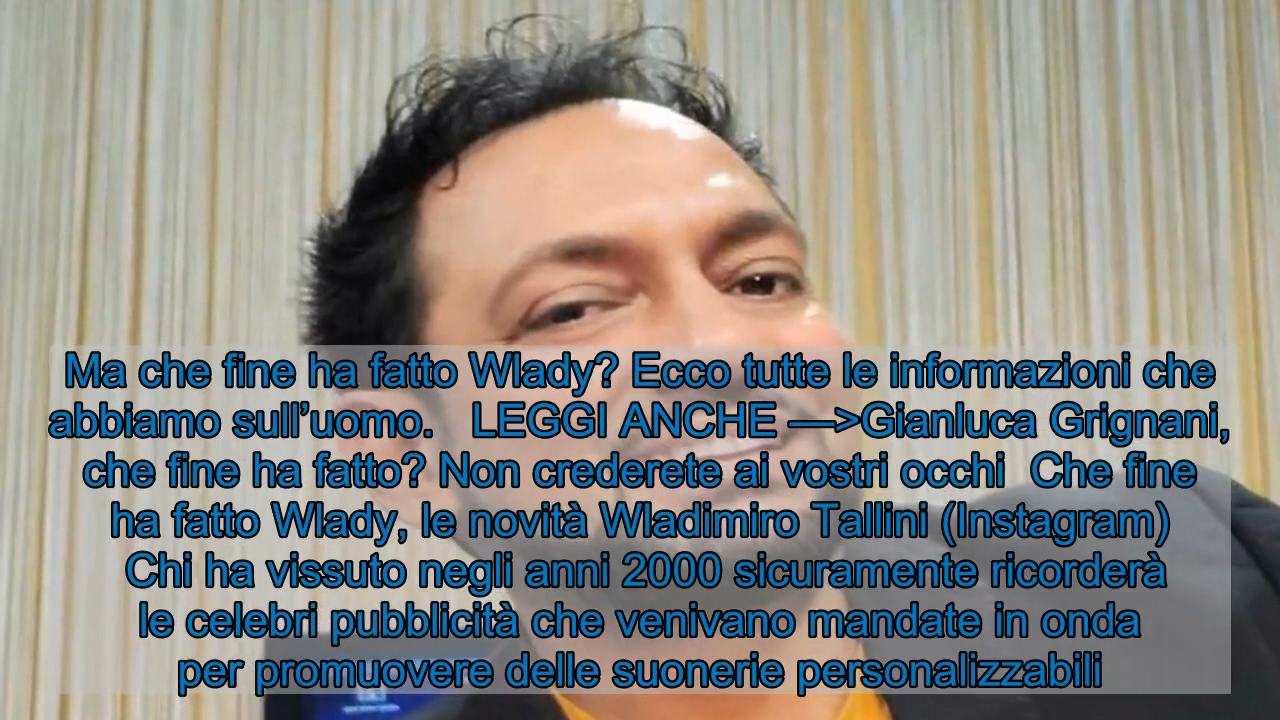 Ma che fine ha fatto Wlady? Ecco tutte le informazioni che
abbiamo sull’uomo.   LEGGI ANCHE —>Gianluca Grignani,
che fine ha fatto? Non crederete ai vostri occhi  Che fine
ha fatto Wlady, le novità Wladimiro Tallini (Instagram)
Chi ha vissuto negli anni 2000 sicuramente ricorderà
le celebri pubblicità che venivano mandate in onda
per promuovere delle suonerie personalizzabili